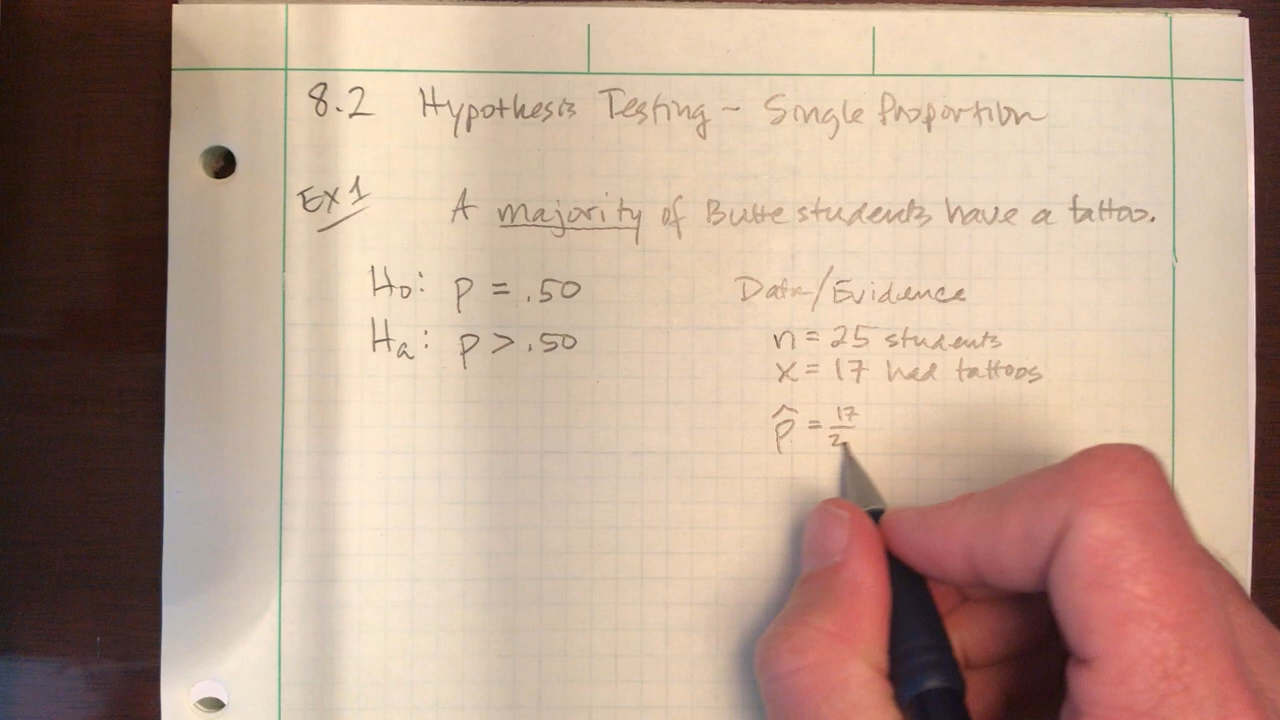 8.2 Hypothesis Testing - Single Proportion
EX 1 A majority of Butte students have a tattoo.
Ho: p = .50
Ha: p > .50
Data/Evidence
n = 25 students
x = 17 had tattoos
p̂ = 17/2